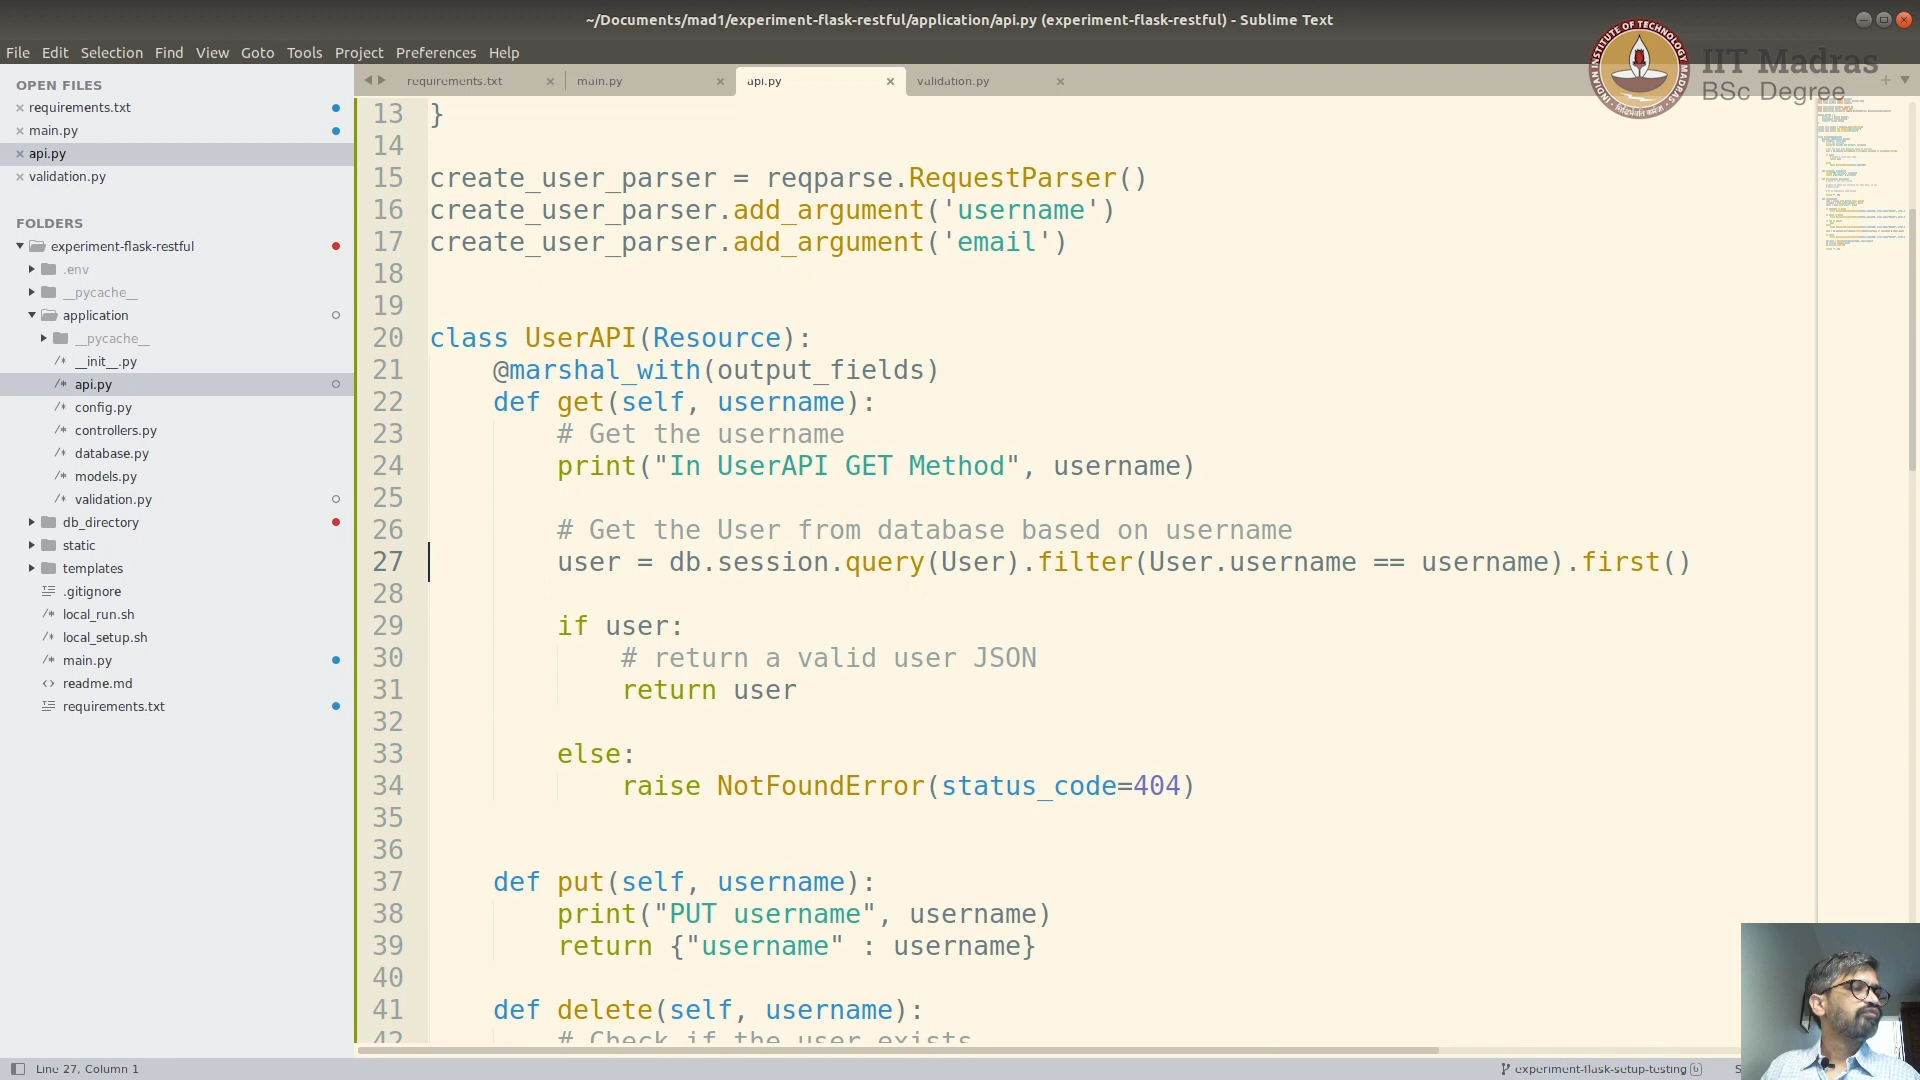 ~/Documents/mad1/experiment-flask-restful/application/api.py (experiment-flask-restful) - Sublime Text
File Edit Selection Find View Goto Tools Project Preferences Help
IIT Madras
BSc Degree
INDIAN INSTITUTE OF TECHNOLOGY MADRAS
OPEN FILES
requirements.txt
main.py
api.py
validation.py
FOLDERS
experiment-flask-restful
.env
__pycache__
application
__pycache__
__init__.py
api.py
config.py
controllers.py
database.py
models.py
validation.py
db_directory
static
templates
.gitignore
local_run.sh
local_setup.sh
main.py
readme.md
requirements.txt
requirements.txt main.py api.py validation.py
13 }
14
15 create_user_parser = reqparse.RequestParser()
16 create_user_parser.add_argument('username')
17 create_user_parser.add_argument('email')
18
19
20 class UserAPI(Resource):
21 @marshal_with(output_fields)
22 def get(self, username):
23 # Get the username
24 print("In UserAPI GET Method", username)
25
26 # Get the User from database based on username
27 user = db.session.query(User).filter(User.username == username).first()
28
29 if user:
30 # return a valid user JSON
31 return user
32
33 else:
34 raise NotFoundError(status_code=404)
35
36
37 def put(self, username):
38 print("PUT username", username)
39 return {"username" : username}
40
41 def delete(self, username):
42 # Check if the user exists
Line 27, Column 1
experiment-flask-setup-testing